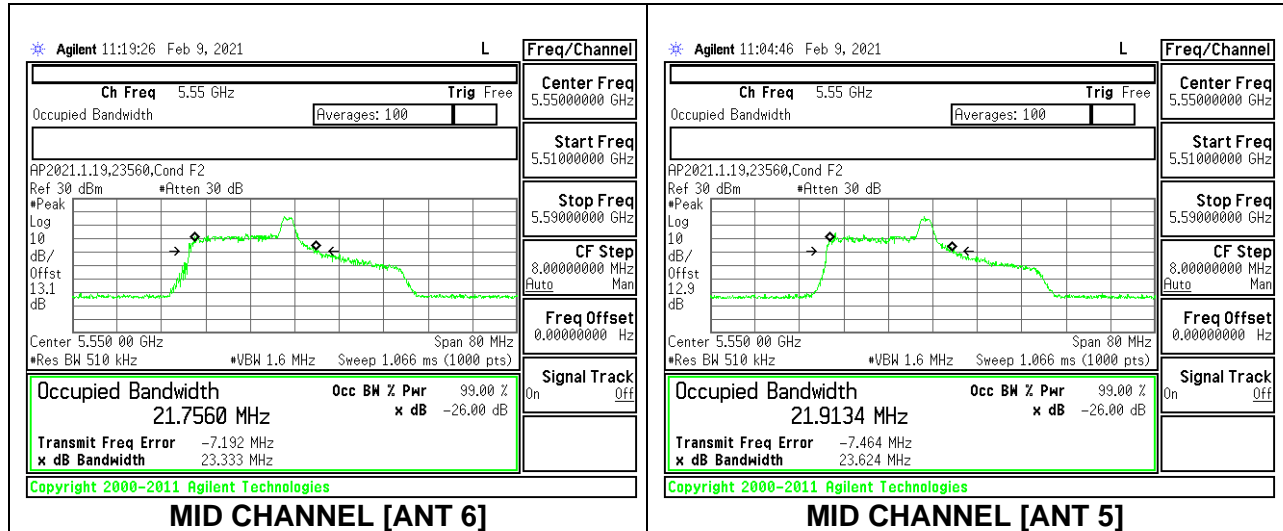 Agilent 11:19:26 Feb 9, 2021 L
Freq/Channel
Ch Freq 5.55 GHz Trig Free
Occupied Bandwidth Averages: 100
AP2021.1.19,23560,Cond F2
Ref 30 dBm #Atten 30 dB
#Peak
Log
10
dB/
Offst
13.1
dB
Center 5.550 00 GHz Span 80 MHz
#Res BW 510 kHz #VBW 1.6 MHz Sweep 1.066 ms (1000 pts)
Occupied Bandwidth Occ BW % Pwr 99.00 %
21.7560 MHz x dB -26.00 dB
Transmit Freq Error -7.192 MHz
x dB Bandwidth 23.333 MHz
Copyright 2000-2011 Agilent Technologies
Center Freq
5.55000000 GHz
Start Freq
5.51000000 GHz
Stop Freq
5.59000000 GHz
CF Step
8.00000000 MHz
Auto Man
Freq Offset
0.00000000 Hz
Signal Track
On Off
MID CHANNEL [ANT 6]
Agilent 11:04:46 Feb 9, 2021 L
Freq/Channel
Ch Freq 5.55 GHz Trig Free
Occupied Bandwidth Averages: 100
AP2021.1.19,23560,Cond F2
Ref 30 dBm #Atten 30 dB
#Peak
Log
10
dB/
Offst
12.9
dB
Center 5.550 00 GHz Span 80 MHz
#Res BW 510 kHz #VBW 1.6 MHz Sweep 1.066 ms (1000 pts)
Occupied Bandwidth Occ BW % Pwr 99.00 %
21.9134 MHz x dB -26.00 dB
Transmit Freq Error -7.464 MHz
x dB Bandwidth 23.624 MHz
Copyright 2000-2011 Agilent Technologies
Center Freq
5.55000000 GHz
Start Freq
5.51000000 GHz
Stop Freq
5.59000000 GHz
CF Step
8.00000000 MHz
Auto Man
Freq Offset
0.00000000 Hz
Signal Track
On Off
MID CHANNEL [ANT 5]